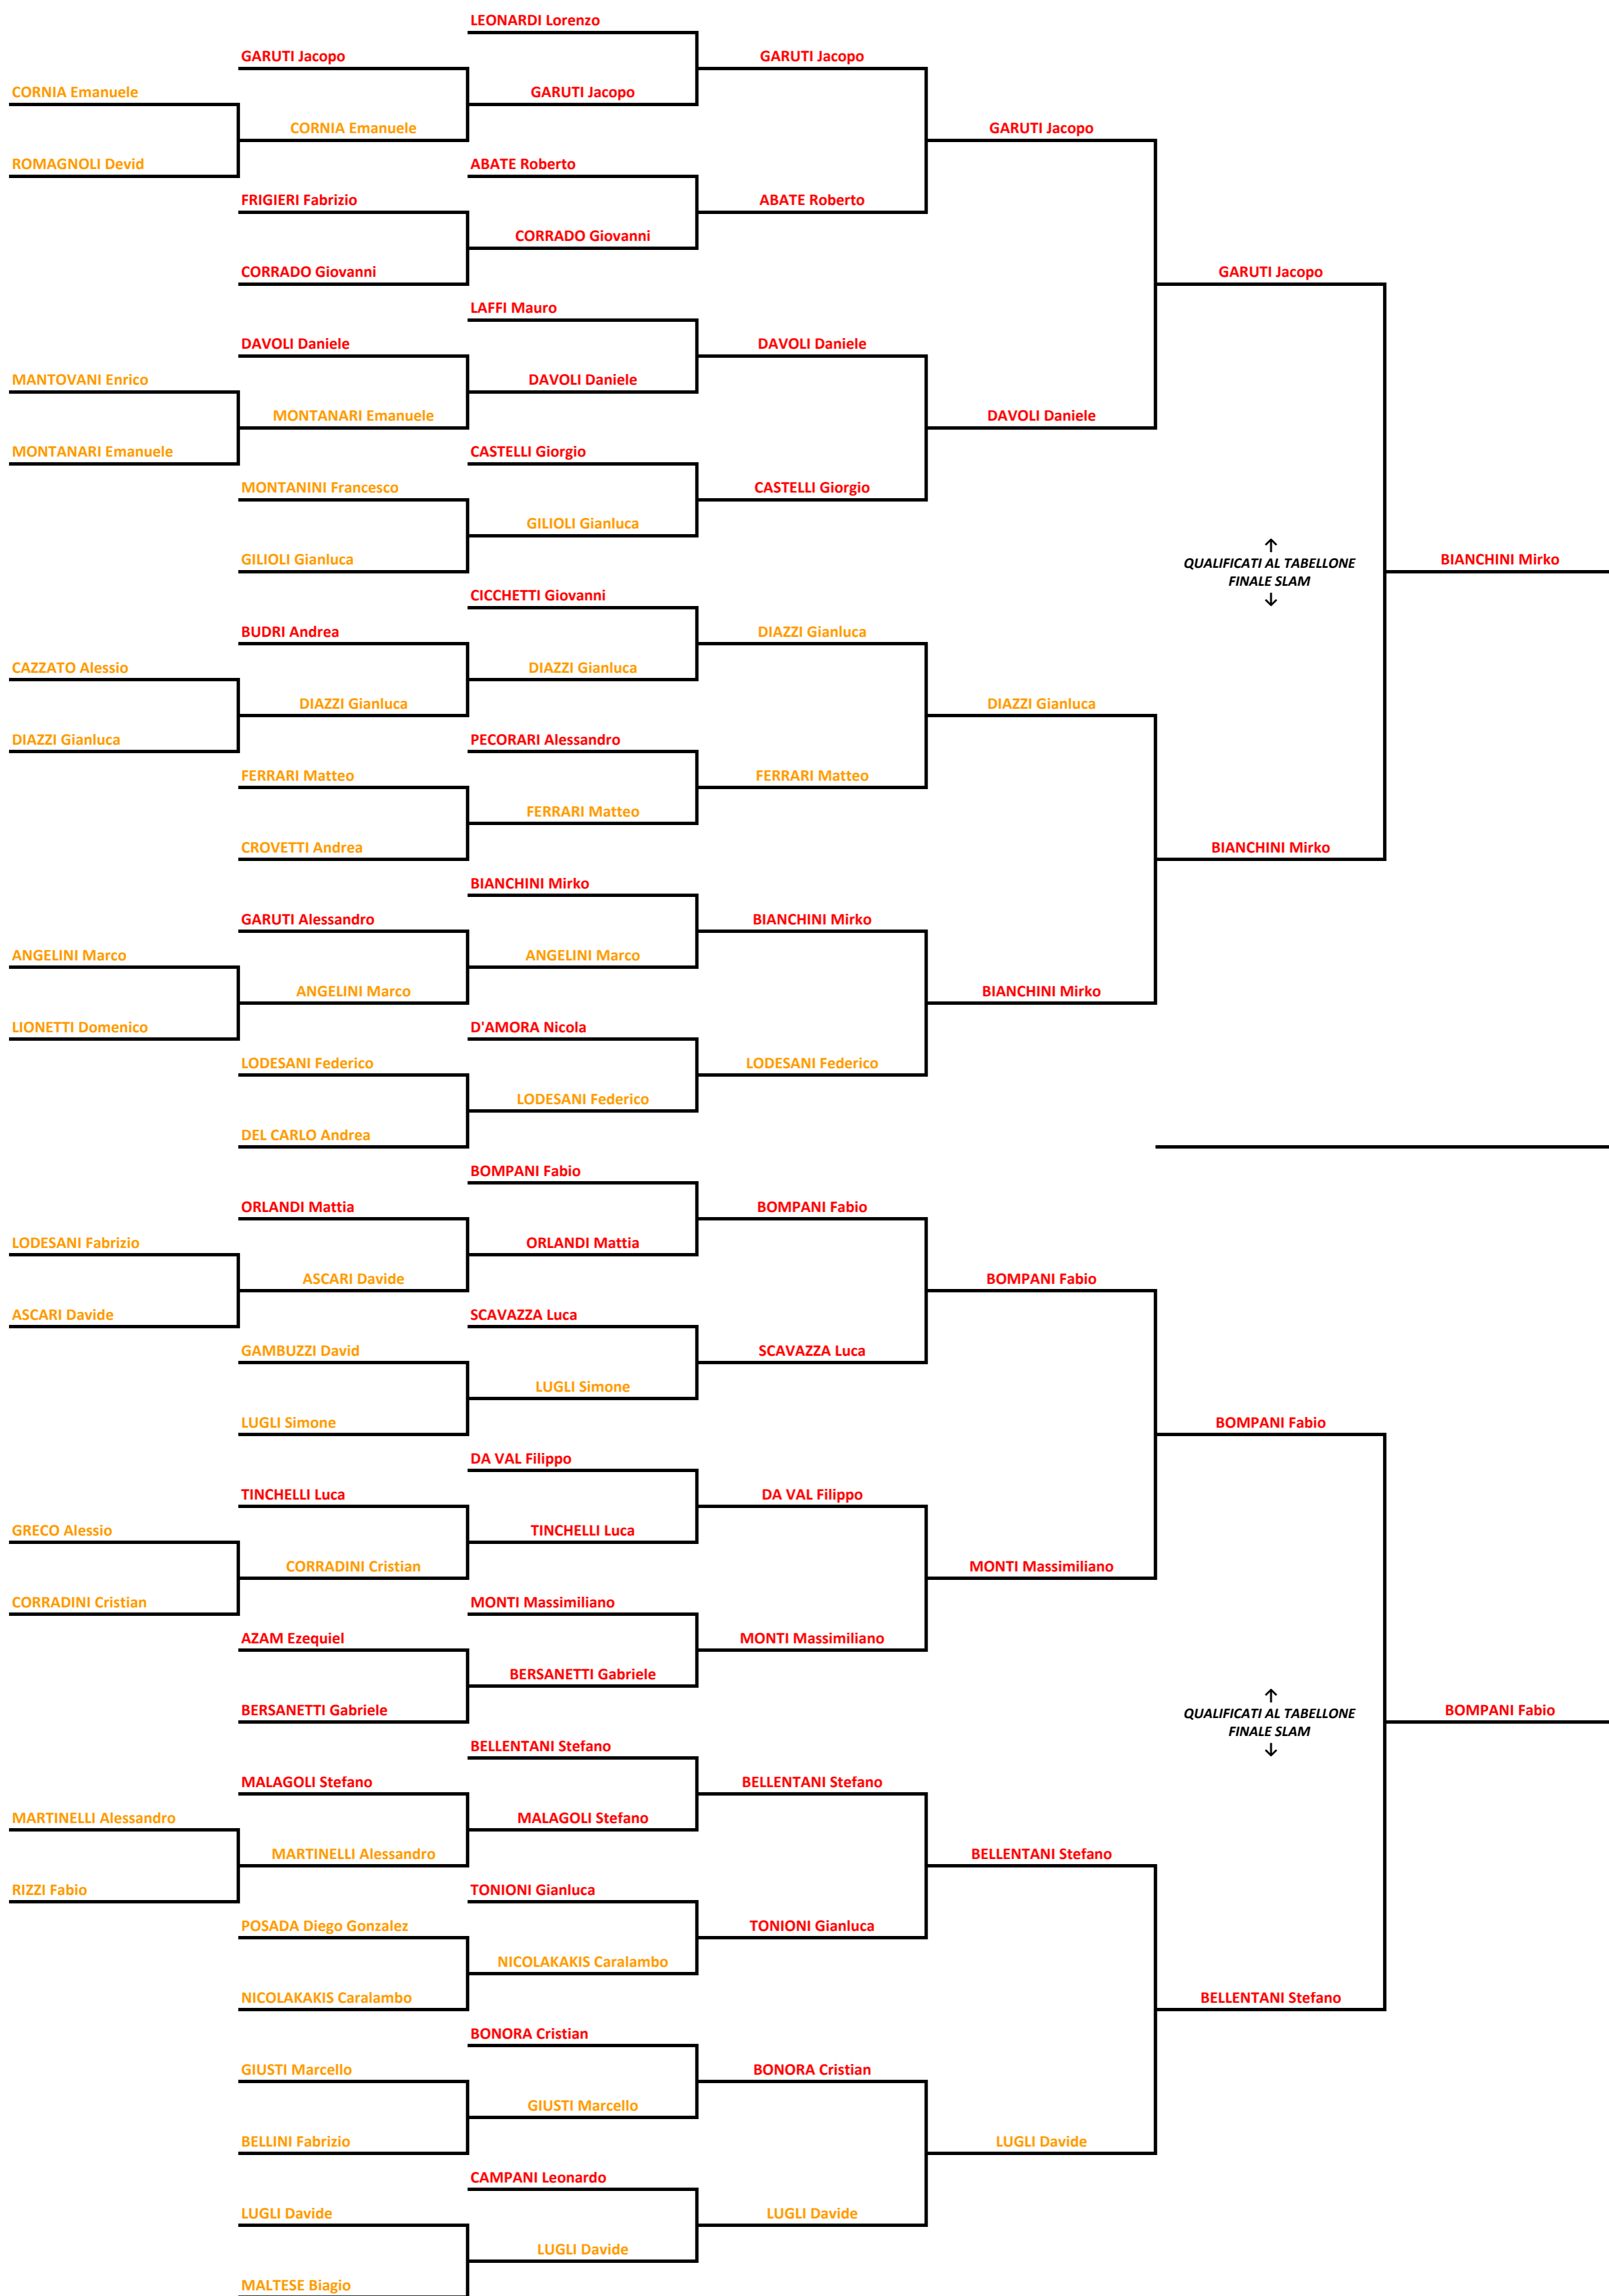 LEONARDI Lorenzo
GARUTI Jacopo
GARUTI Jacopo
CORNIA Emanuele
GARUTI Jacopo
CORNIA Emanuele
GARUTI Jacopo
ROMAGNOLI Devid
ABATE Roberto
FRIGIERI Fabrizio
ABATE Roberto
CORRADO Giovanni
CORRADO Giovanni
GARUTI Jacopo
LAFFI Mauro
DAVOLI Daniele
DAVOLI Daniele
MANTOVANI Enrico
DAVOLI Daniele
MONTANARI Emanuele
DAVOLI Daniele
MONTANARI Emanuele
CASTELLI Giorgio
MONTANINI Francesco
CASTELLI Giorgio
GILIOLI Gianluca
↑
GILIOLI Gianluca
QUALIFICATI AL TABELLONE
BIANCHINI Mirko
FINALE SLAM
CICCHETTI Giovanni
↓
BUDRI Andrea
DIAZZI Gianluca
CAZZATO Alessio
DIAZZI Gianluca
DIAZZI Gianluca
DIAZZI Gianluca
DIAZZI Gianluca
PECORARI Alessandro
FERRARI Matteo
FERRARI Matteo
FERRARI Matteo
CROVETTI Andrea
BIANCHINI Mirko
BIANCHINI Mirko
GARUTI Alessandro
BIANCHINI Mirko
ANGELINI Marco
ANGELINI Marco
ANGELINI Marco
BIANCHINI Mirko
LIONETTI Domenico
D'AMORA Nicola
LODESANI Federico
LODESANI Federico
LODESANI Federico
DEL CARLO Andrea
BOMPANI Fabio
ORLANDI Mattia
BOMPANI Fabio
LODESANI Fabrizio
ORLANDI Mattia
ASCARI Davide
BOMPANI Fabio
ASCARI Davide
SCAVAZZA Luca
GAMBUZZI David
SCAVAZZA Luca
LUGLI Simone
LUGLI Simone
BOMPANI Fabio
DA VAL Filippo
TINCHELLI Luca
DA VAL Filippo
GRECO Alessio
TINCHELLI Luca
CORRADINI Cristian
MONTI Massimiliano
CORRADINI Cristian
MONTI Massimiliano
AZAM Ezequiel
MONTI Massimiliano
BERSANETTI Gabriele
↑
BERSANETTI Gabriele
QUALIFICATI AL TABELLONE
BOMPANI Fabio
FINALE SLAM
BELLENTANI Stefano
↓
MALAGOLI Stefano
BELLENTANI Stefano
MARTINELLI Alessandro
MALAGOLI Stefano
MARTINELLI Alessandro
BELLENTANI Stefano
RIZZI Fabio
TONIONI Gianluca
POSADA Diego Gonzalez
TONIONI Gianluca
NICOLAKAKIS Caralambo
NICOLAKAKIS Caralambo
BELLENTANI Stefano
BONORA Cristian
GIUSTI Marcello
BONORA Cristian
GIUSTI Marcello
BELLINI Fabrizio
LUGLI Davide
CAMPANI Leonardo
LUGLI Davide
LUGLI Davide
LUGLI Davide
MALTESE Biagio